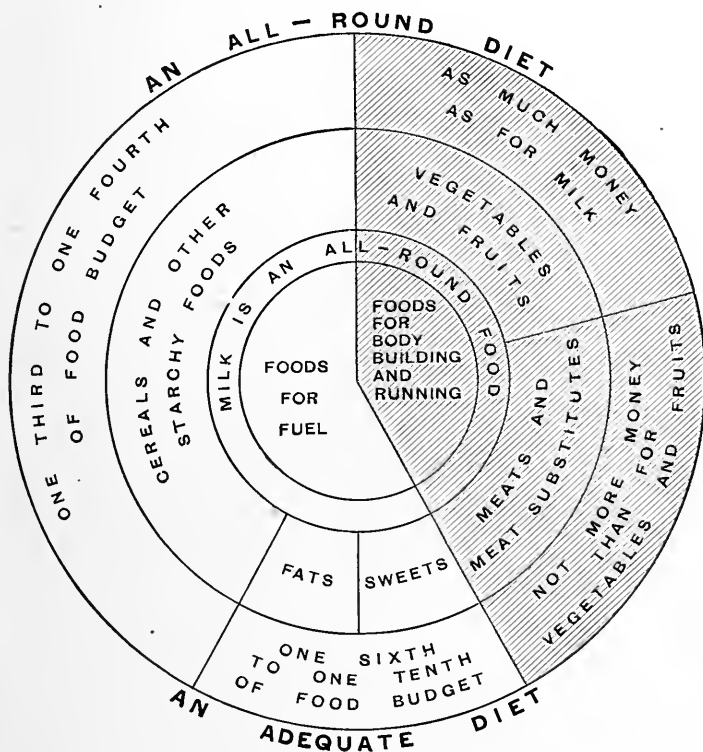 AN ALL-ROUND DIET
AS MUCH MONEY
AS FOR MILK
VEGETABLES
AND FRUITS
ONE THIRD TO ONE FOURTH
OF FOOD BUDGET
CEREALS AND OTHER
STARCHY FOODS
MILK IS AN ALL-ROUND FOOD
FOODS
FOR
FUEL
FOODS
FOR
BODY
BUILDING
AND
RUNNING
MEATS AND
MEAT SUBSTITUTES
NOT MORE MONEY
THAN FOR
VEGETABLES AND FRUITS
FATS
SWEETS
ONE SIXTH
TO ONE TENTH
OF FOOD BUDGET
AN ADEQUATE DIET